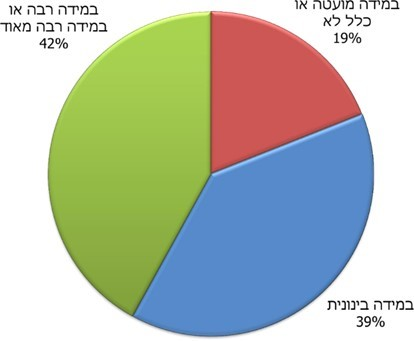 במידה מועטה או
כלל לא
19%
במידה רבה או
במידה רבה מאוד
42%
במידה בינונית
39%